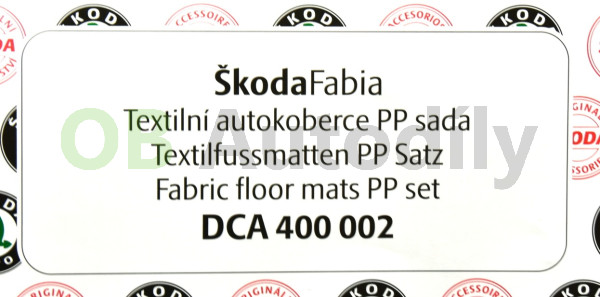 ŠkodaFabia
Textilní autokoberce PP sada
OB Autodíly
Textilfussmatten PP Satz
Fabric floor mats PP set
DCA 400 002